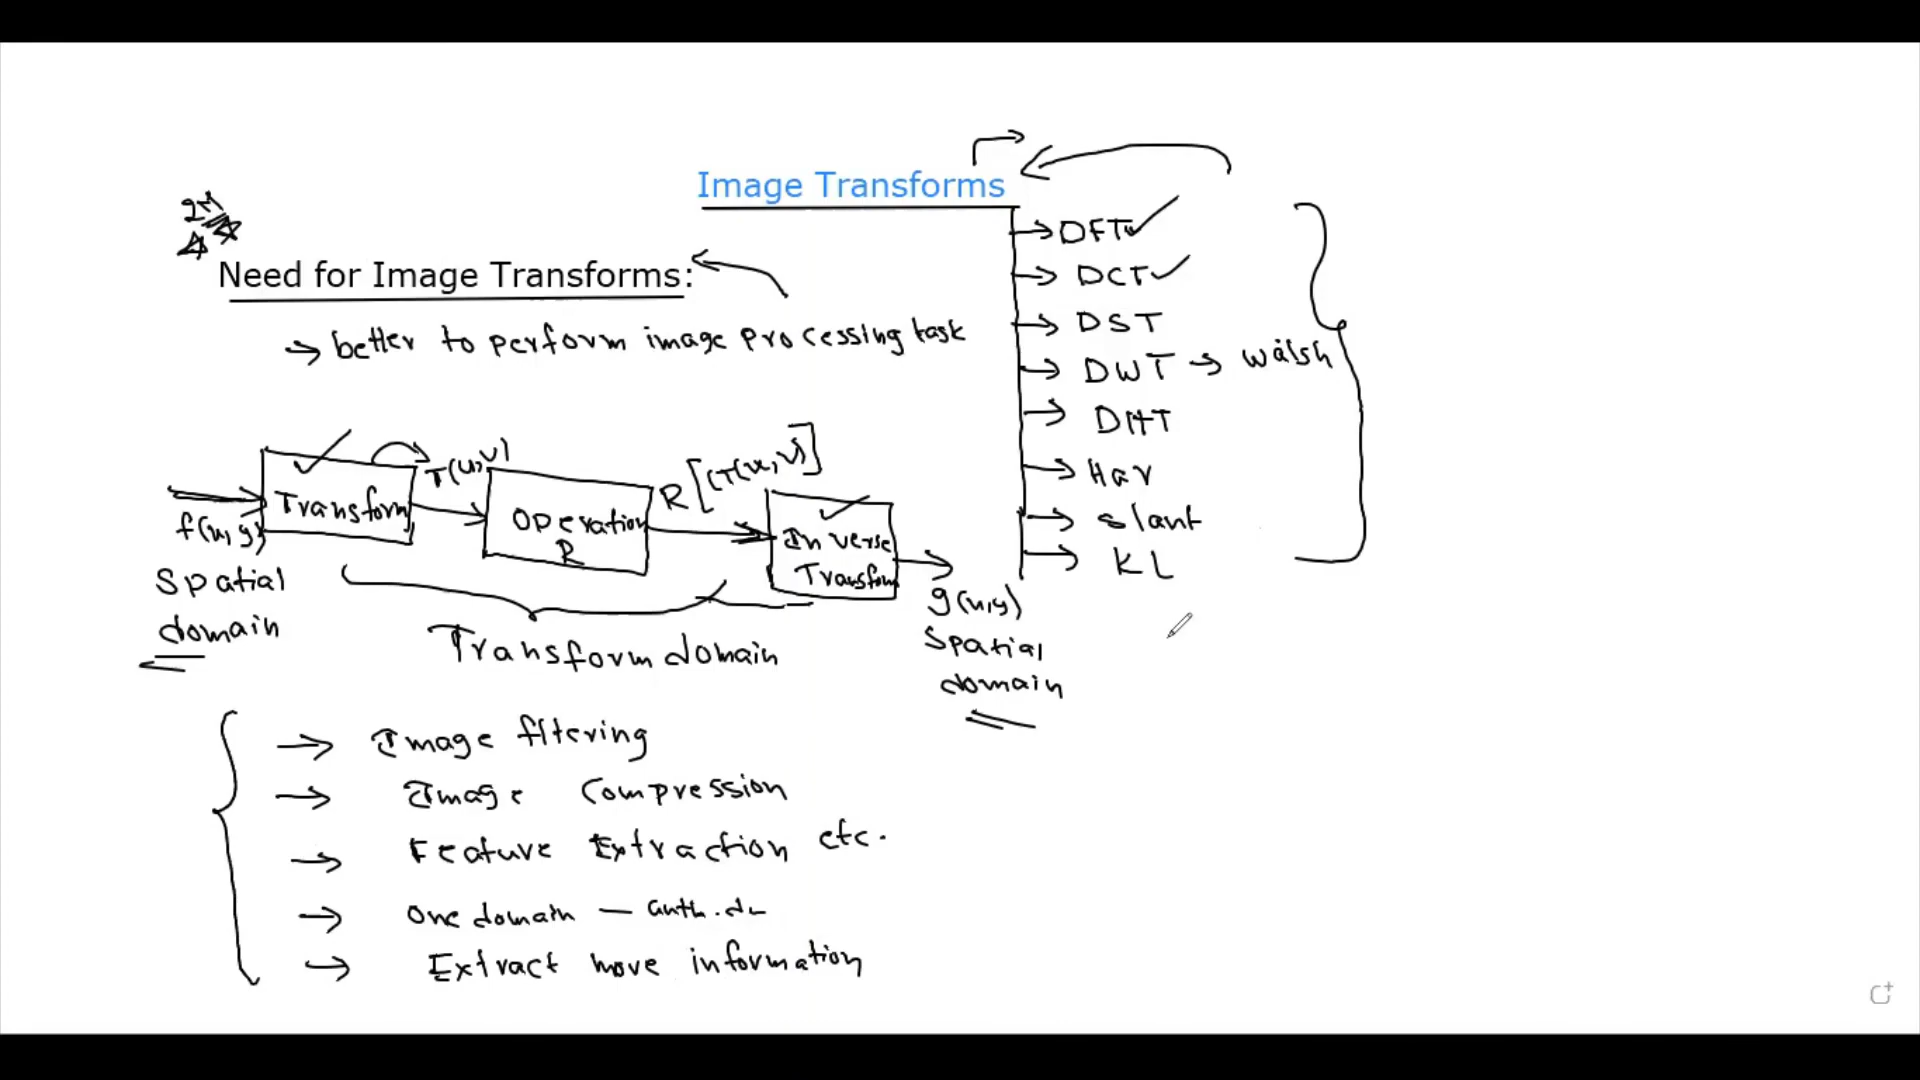 Image Transforms
2M
Need for Image Transforms:
→ better to perform image processing task
→ DFT ✓
→ DCT ✓
→ DST
→ DWT → walsh
→ DHT
→ Har
→ slant
→ KL
f(x,y)
Spatial
domain
Transform
T(u,v)
Operation
R
R[(T(u,v)]
Inverse
Transform
g(x,y)
Spatial
domain
Transform domain
→ Image filtering
→ Image Compression
→ Feature Extraction etc.
→ One domain —
→ Extract more information